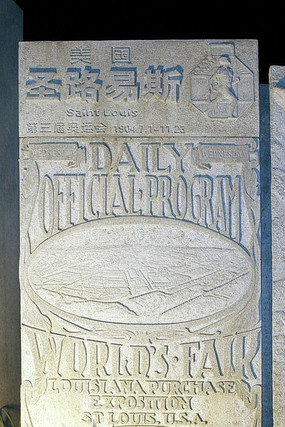 美国
圣路易斯
Saint Louis
第三届奥运会 1904.7.1-11.23
DAILY
OFFICIAL·PROGRAM
WORLD'S·FAIR
LOUISIANA PURCHASE
EXPOSITION
ST LOUIS, U.S.A.